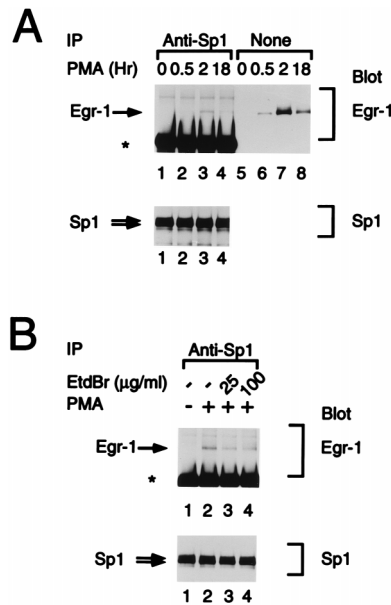 A
IP Anti-Sp1 None
PMA (Hr) 0 0.5 2 18 0 0.5 2 18
Blot
Egr-1 Egr-1
*
1 2 3 4 5 6 7 8
Sp1 Sp1
1 2 3 4
B
IP Anti-Sp1
EtdBr (μg/ml) - - 25 100
PMA - + + +
Blot
Egr-1 Egr-1
*
1 2 3 4
Sp1 Sp1
1 2 3 4